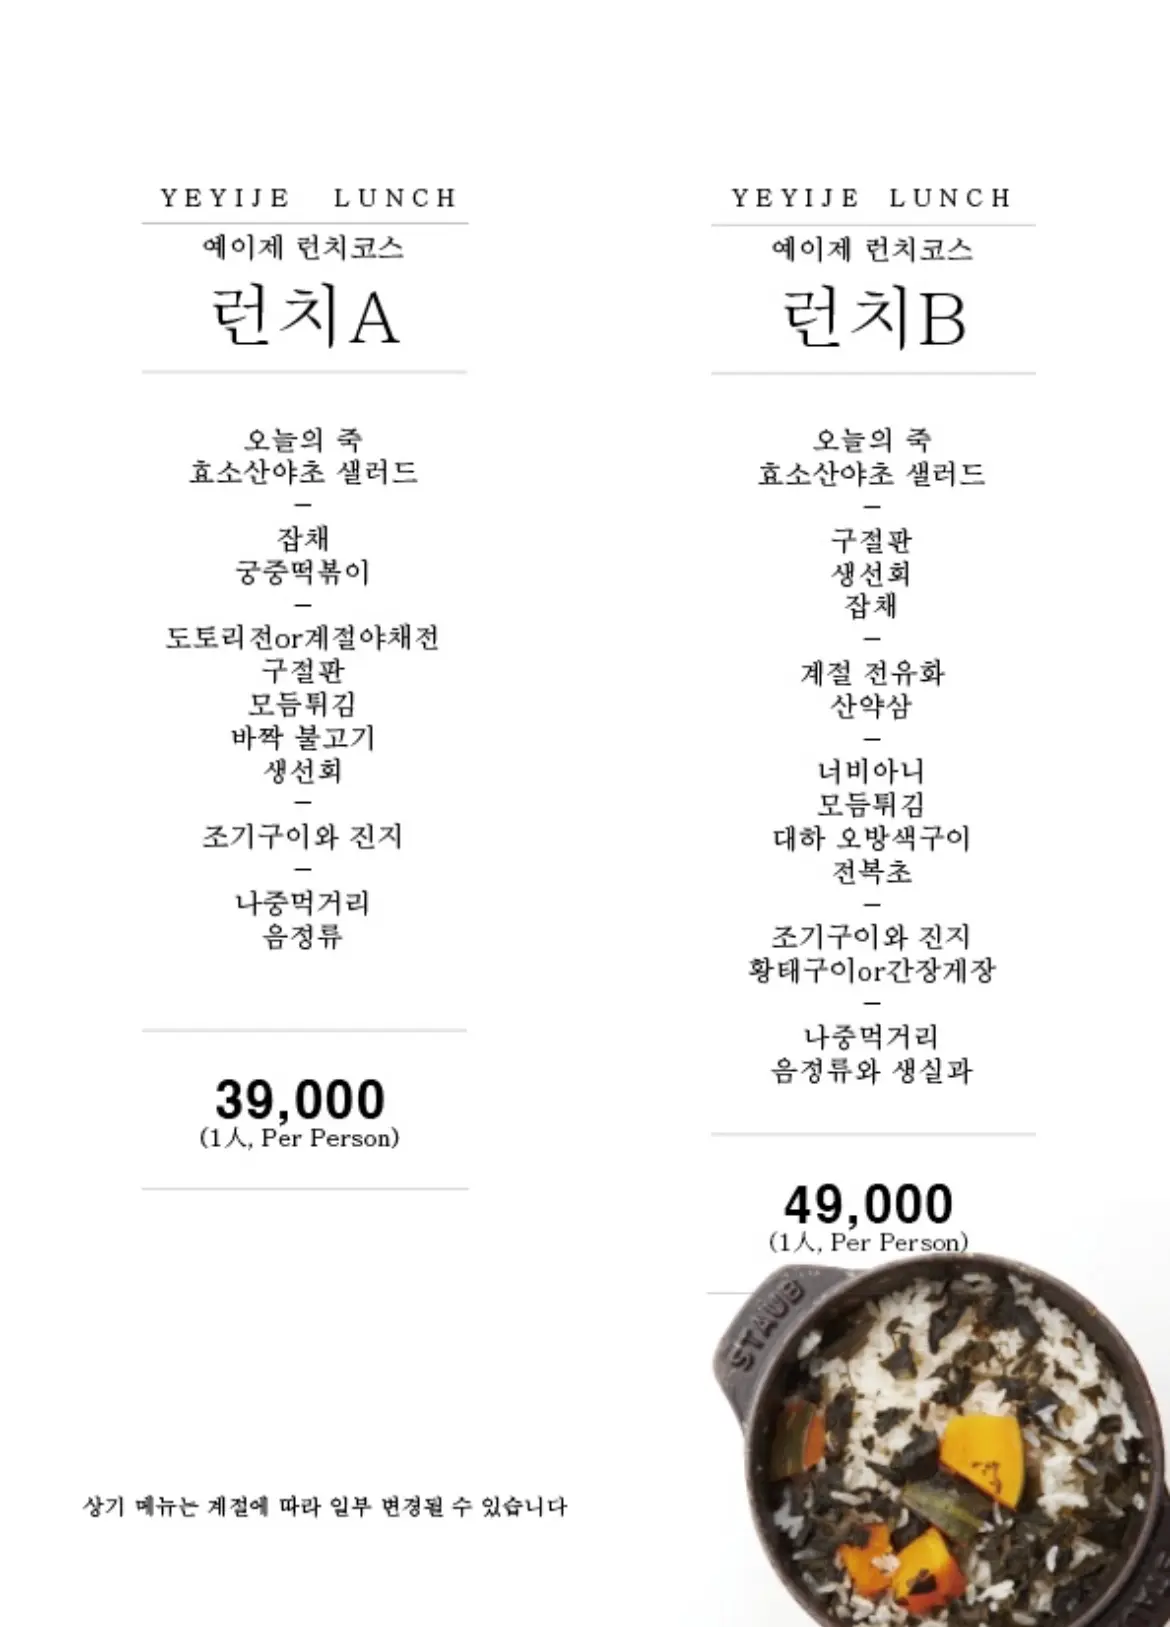 YEYIJE LUNCH
예이제 런치코스
런치A
오늘의 죽
효소산야초 샐러드
–
잡채
궁중떡볶이
–
도토리전or계절야채전
구절판
모듬튀김
바짝 불고기
생선회
–
조기구이와 진지
–
나중먹거리
음정류
39,000
(1人, Per Person)
YEYIJE LUNCH
예이제 런치코스
런치B
오늘의 죽
효소산야초 샐러드
–
구절판
생선회
잡채
–
계절 전유화
산약삼
–
너비아니
모듬튀김
대하 오방색구이
전복초
–
조기구이와 진지
황태구이or간장게장
–
나중먹거리
음정류와 생실과
49,000
(1人, Per Person)
STAUB
상기 메뉴는 계절에 따라 일부 변경될 수 있습니다